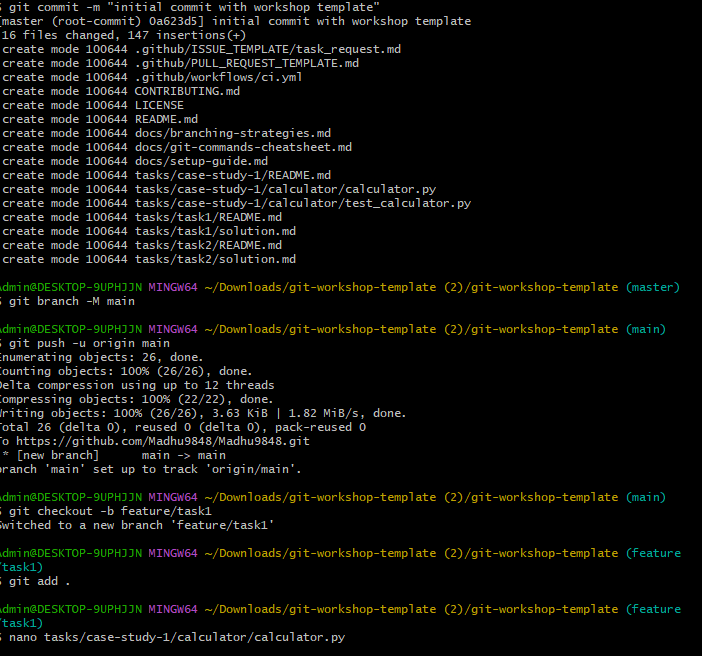 $ git commit -m "initial commit with workshop template"
[master (root-commit) 0a623d5] initial commit with workshop template
16 files changed, 147 insertions(+)
create mode 100644 .github/ISSUE_TEMPLATE/task_request.md
create mode 100644 .github/PULL_REQUEST_TEMPLATE.md
create mode 100644 .github/workflows/ci.yml
create mode 100644 CONTRIBUTING.md
create mode 100644 LICENSE
create mode 100644 README.md
create mode 100644 docs/branching-strategies.md
create mode 100644 docs/git-commands-cheatsheet.md
create mode 100644 docs/setup-guide.md
create mode 100644 tasks/case-study-1/README.md
create mode 100644 tasks/case-study-1/calculator/calculator.py
create mode 100644 tasks/case-study-1/calculator/test_calculator.py
create mode 100644 tasks/task1/README.md
create mode 100644 tasks/task1/solution.md
create mode 100644 tasks/task2/README.md
create mode 100644 tasks/task2/solution.md
Admin@DESKTOP-9UPHJJN MINGW64 ~/Downloads/git-workshop-template (2)/git-workshop-template (master)
$ git branch -M main
Admin@DESKTOP-9UPHJJN MINGW64 ~/Downloads/git-workshop-template (2)/git-workshop-template (main)
$ git push -u origin main
Enumerating objects: 26, done.
Counting objects: 100% (26/26), done.
Delta compression using up to 12 threads
Compressing objects: 100% (22/22), done.
Writing objects: 100% (26/26), 3.63 KiB | 1.82 MiB/s, done.
Total 26 (delta 0), reused 0 (delta 0), pack-reused 0
To https://github.com/Madhu9848/Madhu9848.git
* [new branch]      main -> main
branch 'main' set up to track 'origin/main'.
Admin@DESKTOP-9UPHJJN MINGW64 ~/Downloads/git-workshop-template (2)/git-workshop-template (main)
$ git checkout -b feature/task1
Switched to a new branch 'feature/task1'
Admin@DESKTOP-9UPHJJN MINGW64 ~/Downloads/git-workshop-template (2)/git-workshop-template (feature
/task1)
$ git add .
Admin@DESKTOP-9UPHJJN MINGW64 ~/Downloads/git-workshop-template (2)/git-workshop-template (feature
/task1)
$ nano tasks/case-study-1/calculator/calculator.py